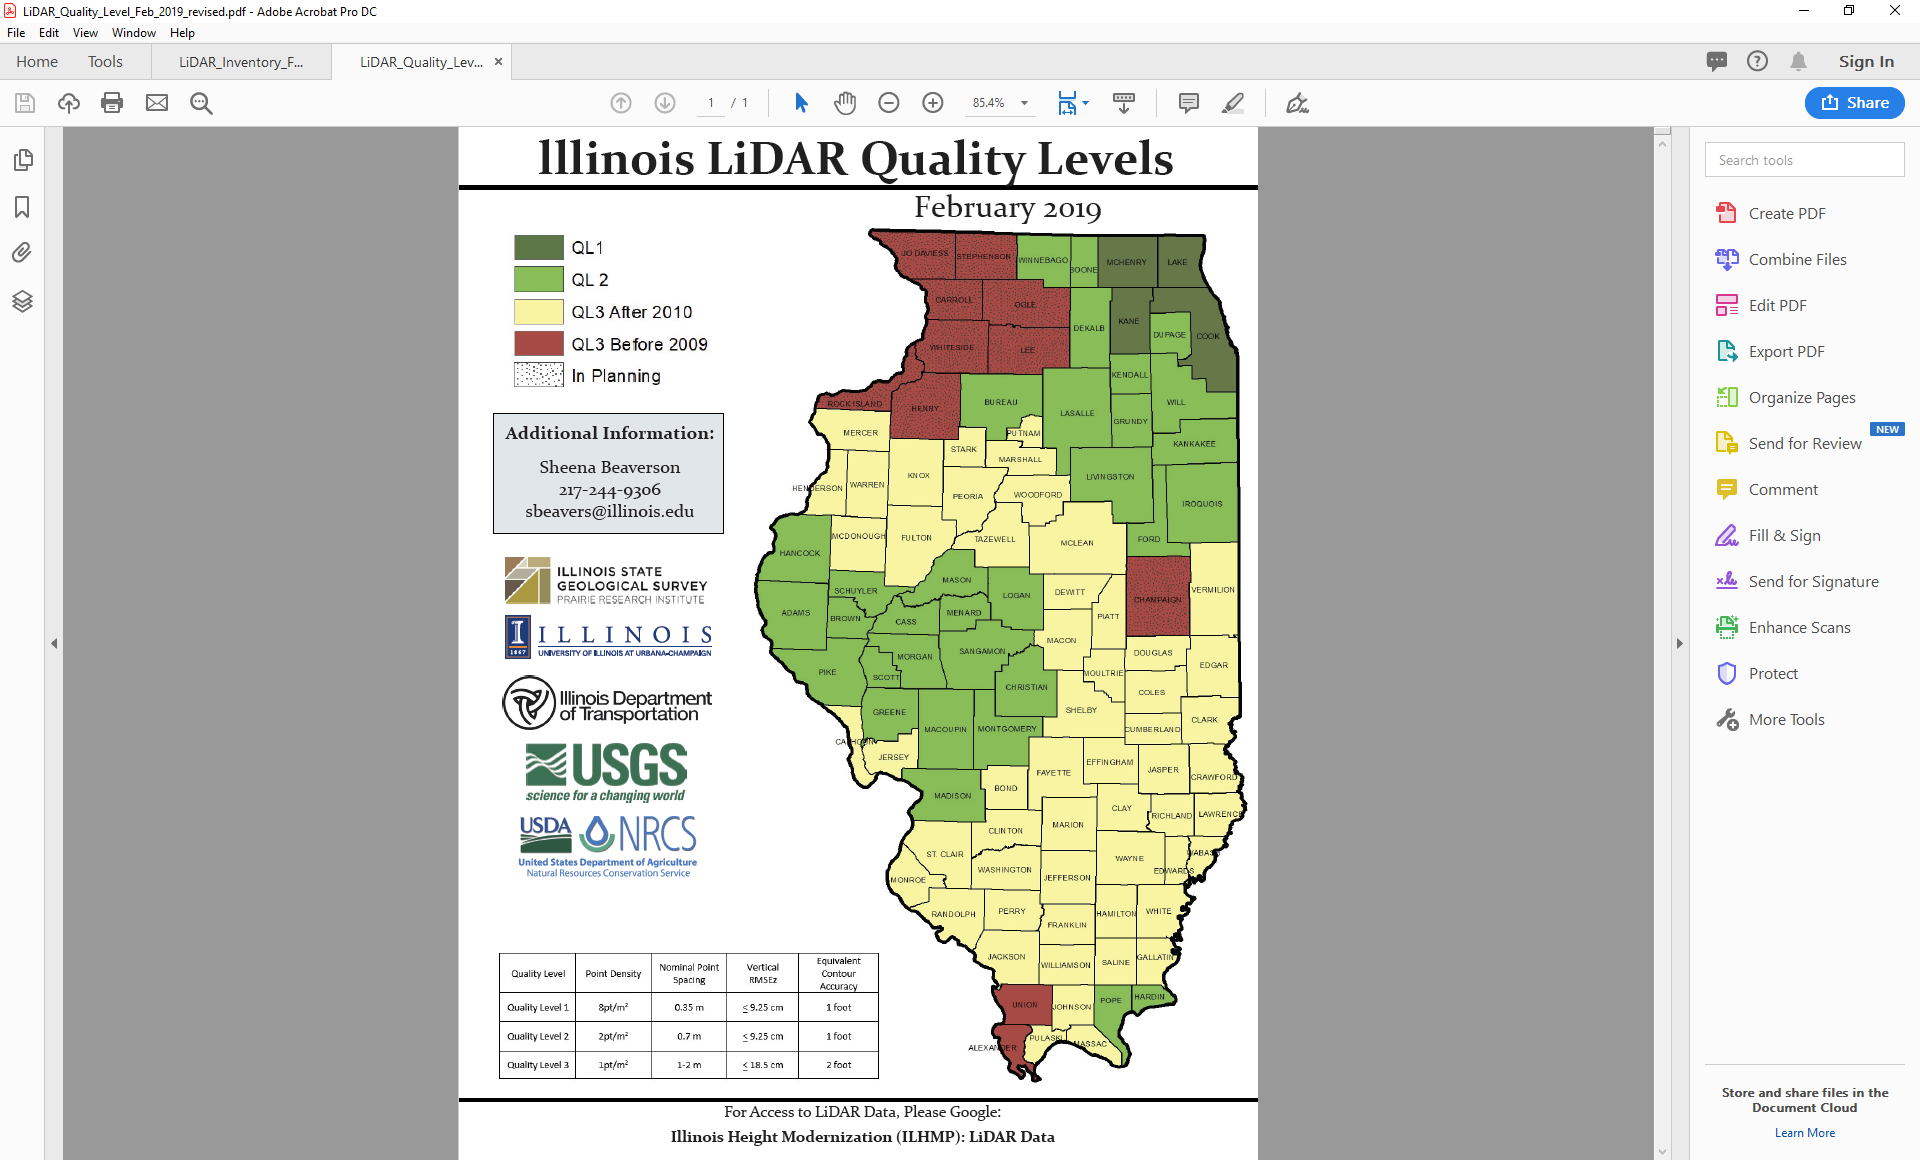 LiDAR_Quality_Level_Feb_2019_revised.pdf - Adobe Acrobat Pro DC
File Edit View Window Help
Home Tools LiDAR_Inventory_F... LiDAR_Quality_Lev... × Sign In
1 / 1 85.4% Share
Illinois LiDAR Quality Levels
February 2019
QL1
QL 2
QL3 After 2010
QL3 Before 2009
In Planning
Additional Information:
Sheena Beaverson
217-244-9306
sbeavers@illinois.edu
ILLINOIS STATE
GEOLOGICAL SURVEY
PRAIRIE RESEARCH INSTITUTE
I
1867
ILLINOIS
UNIVERSITY OF ILLINOIS AT URBANA-CHAMPAIGN
Illinois Department
of Transportation
USGS
science for a changing world
USDA NRCS
United States Department of Agriculture
Natural Resources Conservation Service
JO DAVIESS STEPHENSON WINNEBAGO BOONE MCHENRY LAKE
CARROLL OGLE DEKALB KANE DUPAGE COOK
WHITESIDE LEE
KENDALL
ROCK ISLAND HENRY BUREAU LASALLE GRUNDY WILL
MERCER PUTNAM KANKAKEE
STARK MARSHALL
HENDERSON WARREN KNOX PEORIA WOODFORD LIVINGSTON IROQUOIS
HANCOCK MCDONOUGH FULTON TAZEWELL MCLEAN FORD
SCHUYLER MASON LOGAN DEWITT CHAMPAIGN VERMILION
ADAMS BROWN CASS MENARD PIATT
MACON
MORGAN SANGAMON DOUGLAS EDGAR
PIKE SCOTT CHRISTIAN MOULTRIE COLES
GREENE MACOUPIN MONTGOMERY SHELBY CUMBERLAND CLARK
CALHOUN JERSEY FAYETTE EFFINGHAM JASPER CRAWFORD
MADISON BOND CLAY RICHLAND LAWRENCE
CLINTON MARION
ST. CLAIR WASHINGTON WAYNE WABASH
MONROE JEFFERSON EDWARDS
RANDOLPH PERRY FRANKLIN HAMILTON WHITE
JACKSON WILLIAMSON SALINE GALLATIN
UNION JOHNSON POPE HARDIN
ALEXANDER PULASKI MASSAC
Quality Level Point Density Nominal Point Spacing Vertical RMSEz Equivalent Contour Accuracy
Quality Level 1 8pt/m² 0.35 m ≤ 9.25 cm 1 foot
Quality Level 2 2pt/m² 0.7 m ≤ 9.25 cm 1 foot
Quality Level 3 1pt/m² 1-2 m ≤ 18.5 cm 2 foot
For Access to LiDAR Data, Please Google:
Illinois Height Modernization (ILHMP): LiDAR Data
Search tools
Create PDF
Combine Files
Edit PDF
Export PDF
Organize Pages
Send for Review NEW
Comment
Fill & Sign
Send for Signature
Enhance Scans
Protect
More Tools
Store and share files in the
Document Cloud
Learn More